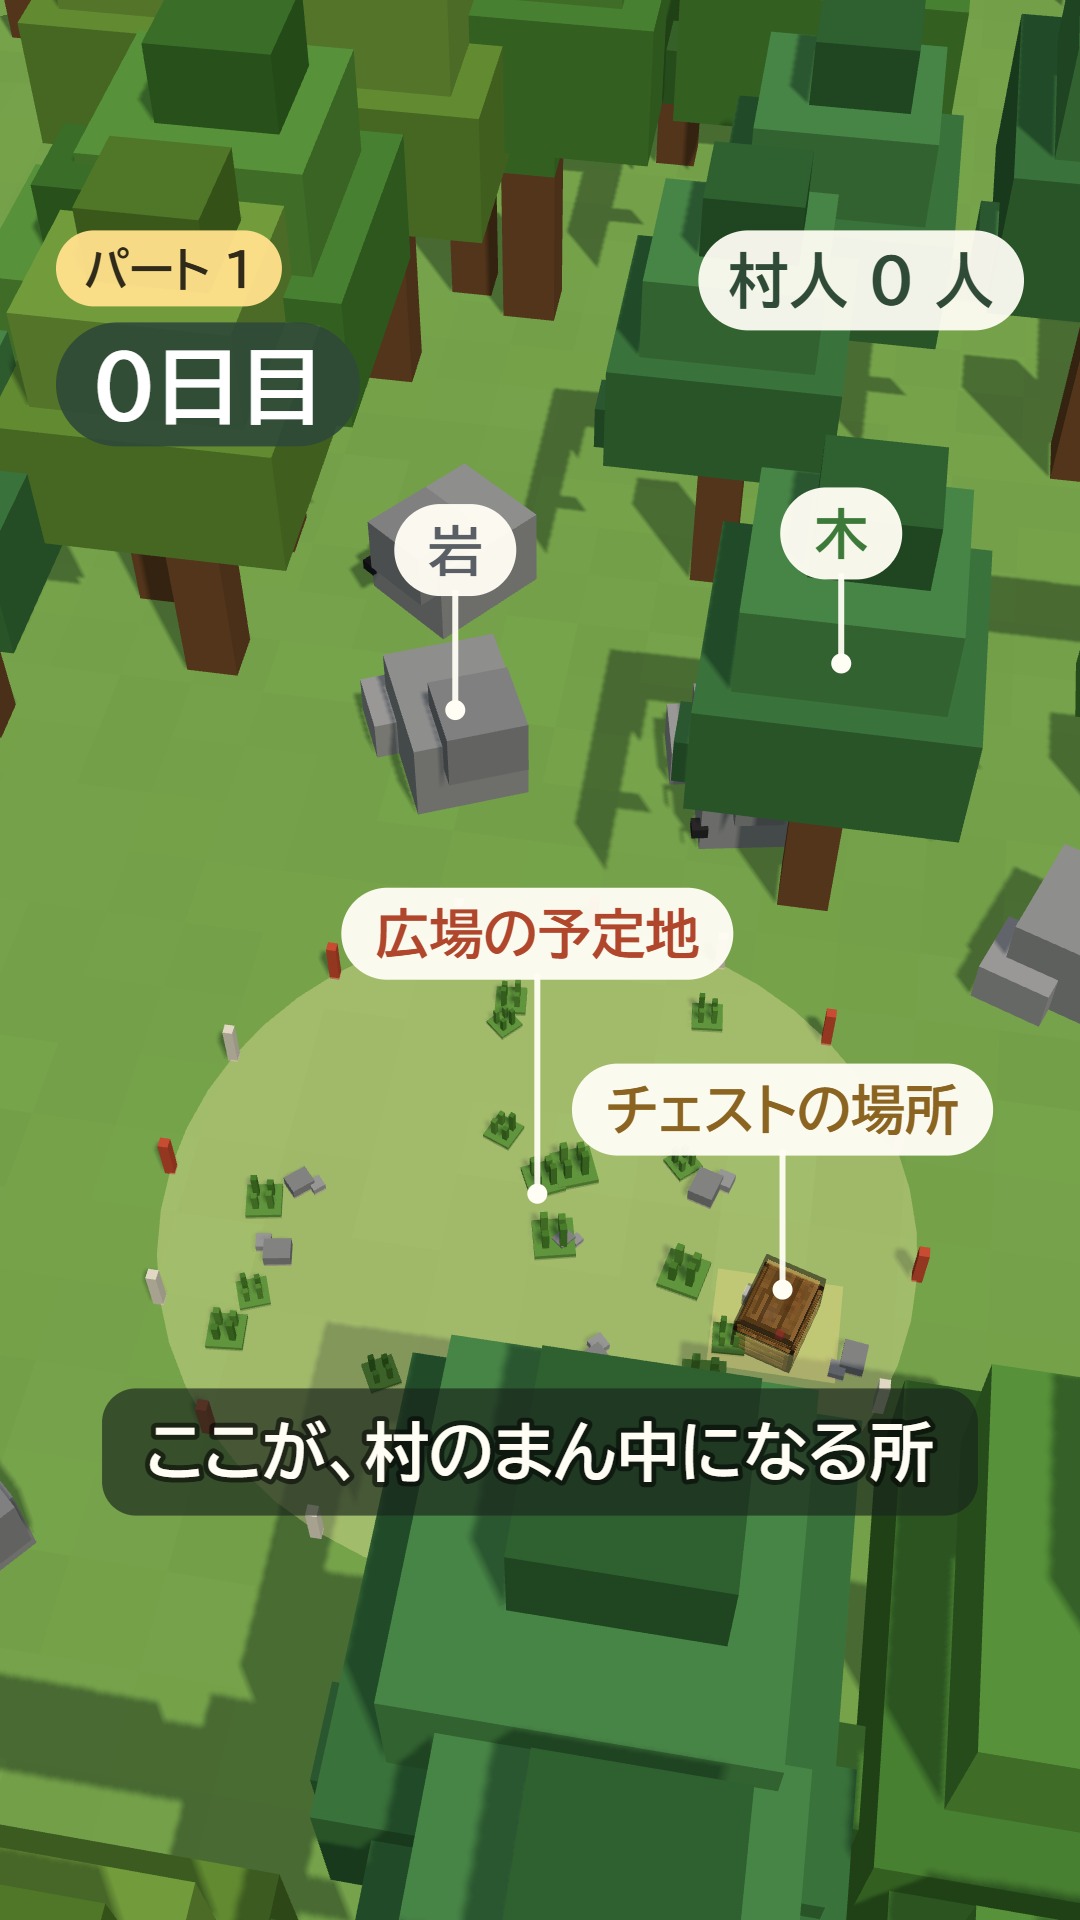 パート 1
0日目
村人 0 人
岩
木
広場の予定地
チェストの場所
ここが、村のまん中になる所